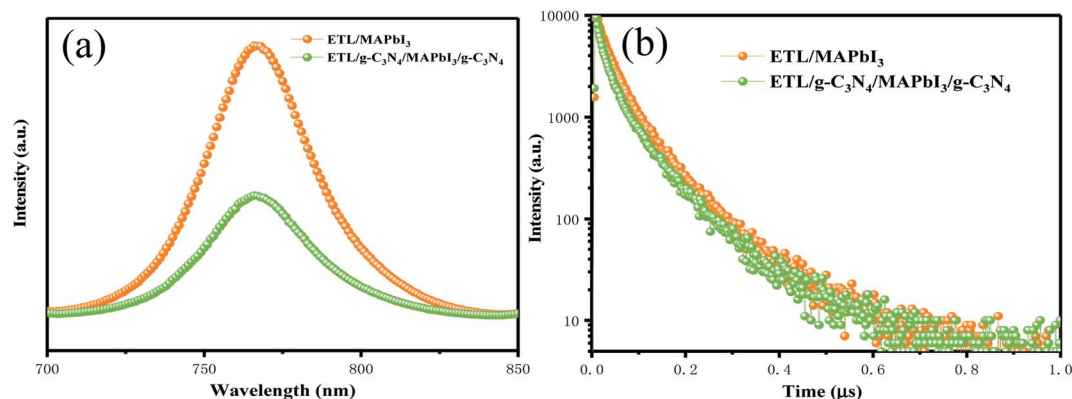 (a)
ETL/MAPbI₃
ETL/g-C₃N₄/MAPbI₃/g-C₃N₄
Intensity (a.u.)
700
750
800
850
Wavelength (nm)
(b)
ETL/MAPbI₃
ETL/g-C₃N₄/MAPbI₃/g-C₃N₄
10000
1000
100
10
Intensity (a.u.)
0.0
0.2
0.4
0.6
0.8
1.0
Time (μs)